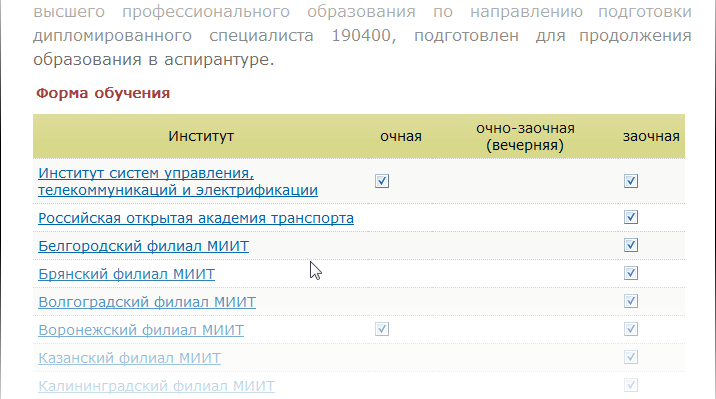 высшего профессионального образования по направлению подготовки
дипломированного специалиста 190400, подготовлен для продолжения
образования в аспирантуре.
Форма обучения
Институт очная очно-заочная (вечерняя) заочная
Институт систем управления,
телекоммуникаций и электрификации
Российская открытая академия транспорта
Белгородский филиал МИИТ
Брянский филиал МИИТ
Волгоградский филиал МИИТ
Воронежский филиал МИИТ
Казанский филиал МИИТ
Калининградский филиал МИИТ